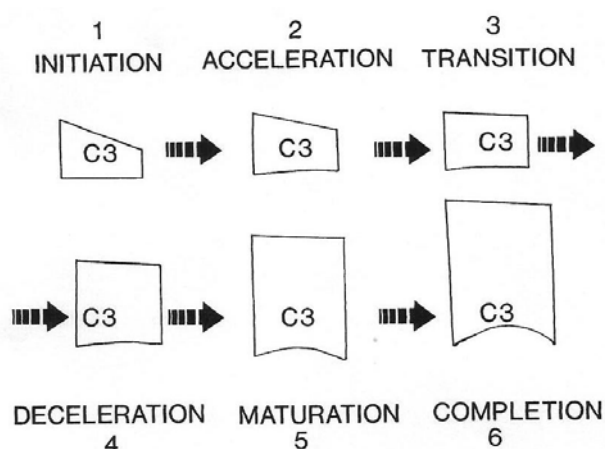 1 2 3
INITIATION ACCELERATION TRANSITION
C3 C3 C3
C3 C3 C3
DECELERATION MATURATION COMPLETION
4 5 6